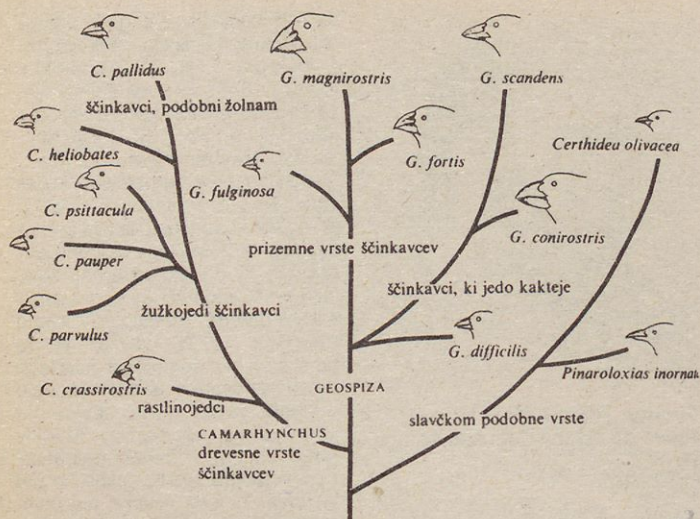 C. pallidus
G. magnirostris
G. scandens
ščinkavci, podobni žolnam
C. heliobates
G. fulginosa
G. fortis
Certhidea olivacea
C. psittacula
G. conirostris
C. pauper
prizemne vrste ščinkavcev
ščinkavci, ki jedo kakteje
žužkojedi ščinkavci
C. parvulus
G. difficilis
Pinaroloxias inornata
C. crassirostris
GEOSPIZA
rastlinojedci
slavčkom podobne vrste
CAMARHYNCHUS
drevesne vrste
ščinkavcev